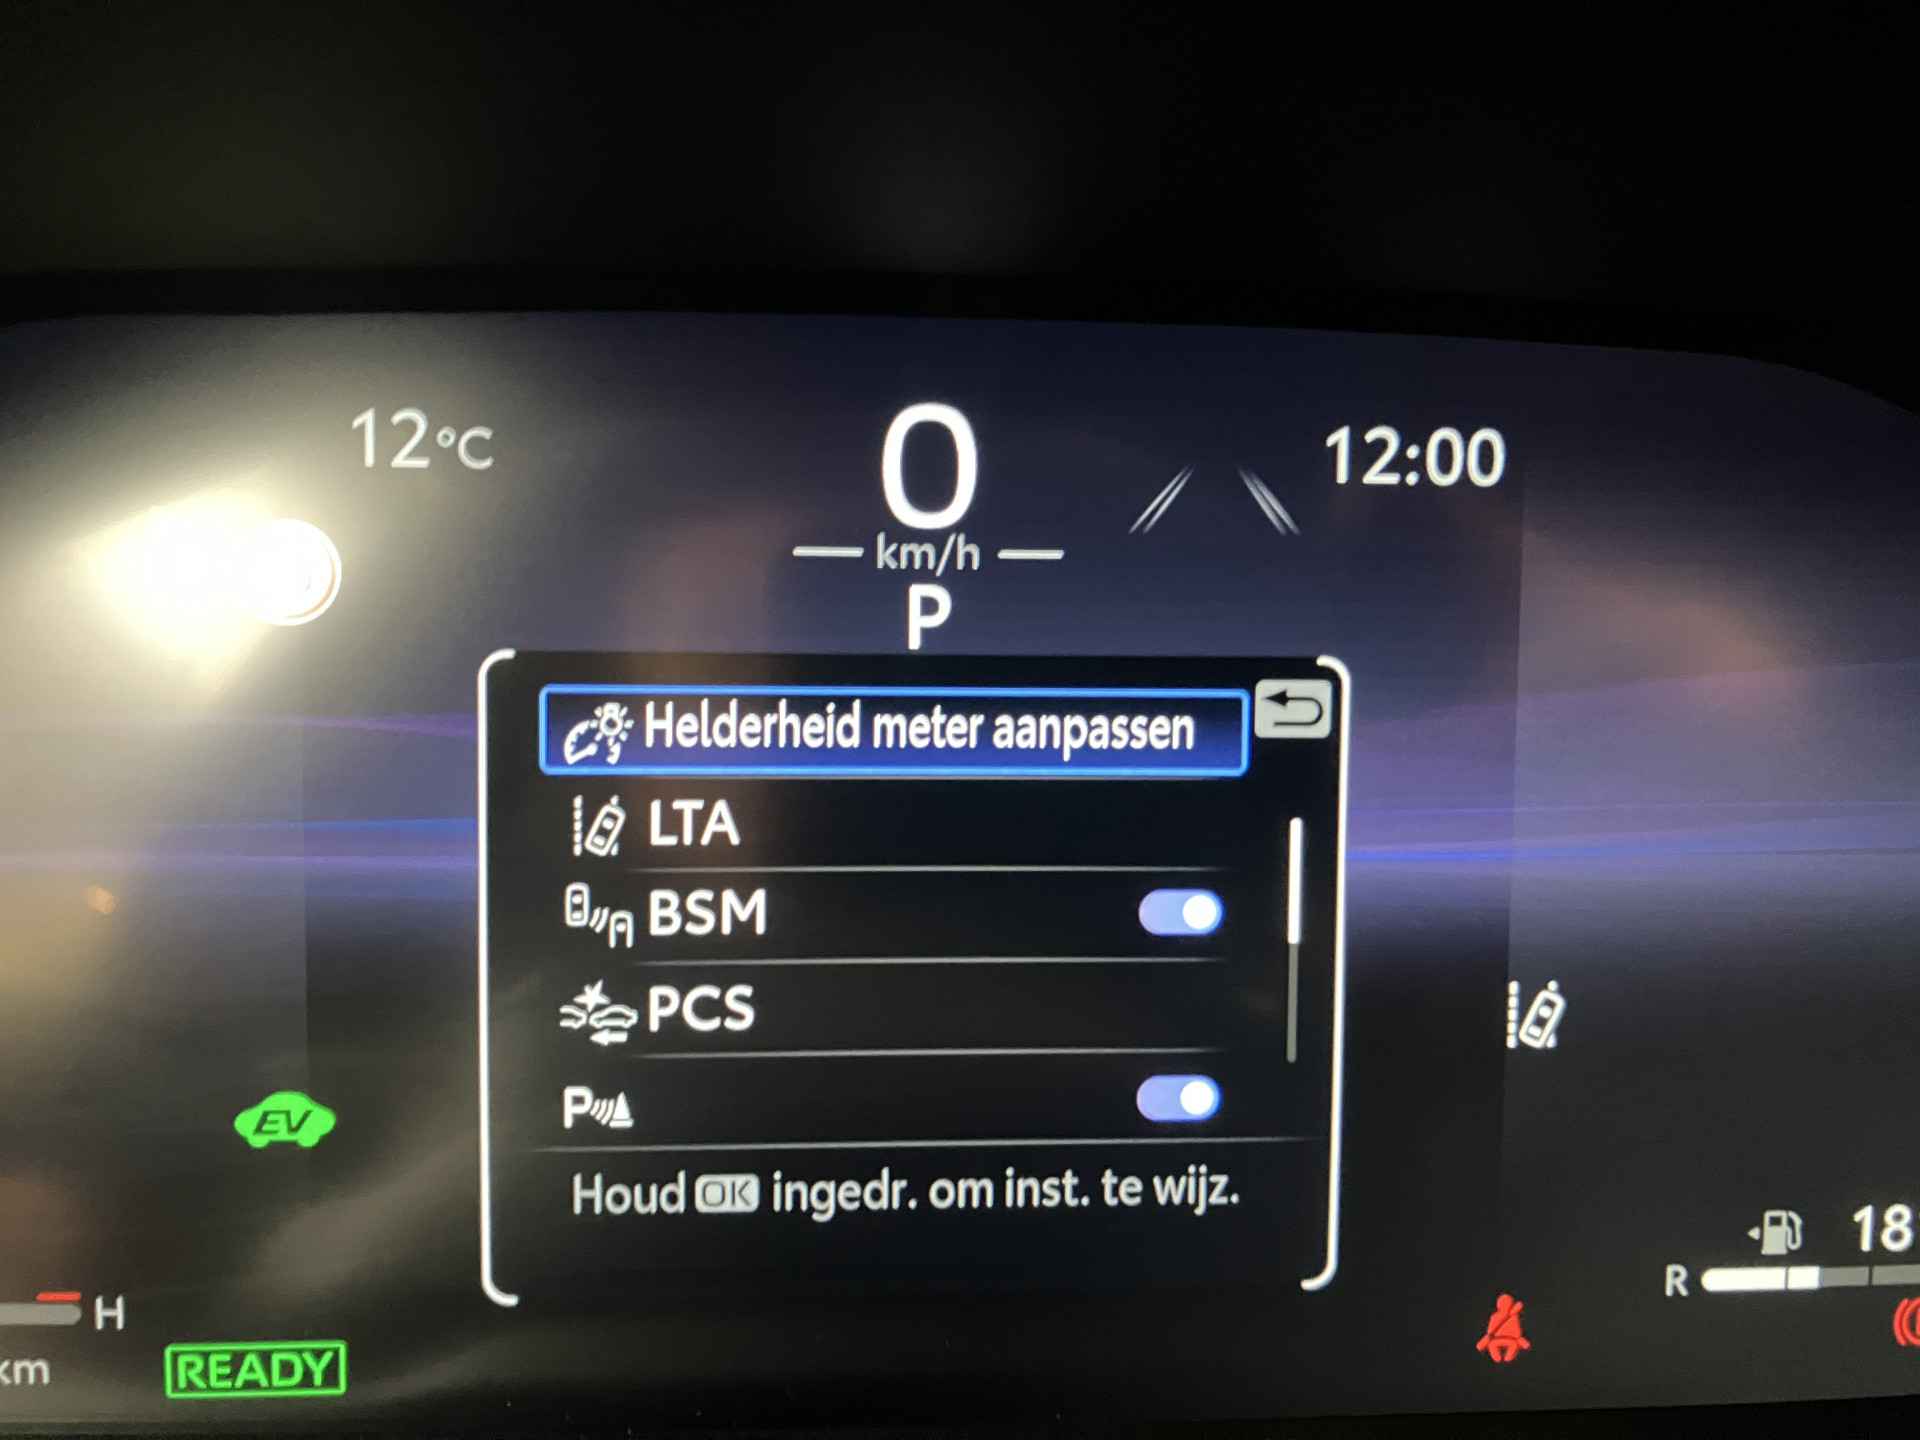 12°C
0
12:00
km/h
P
Helderheid meter aanpassen
LTA
BSM
PCS
P
EV
Houd OK ingedr. om inst. te wijz.
R
H
km
READY